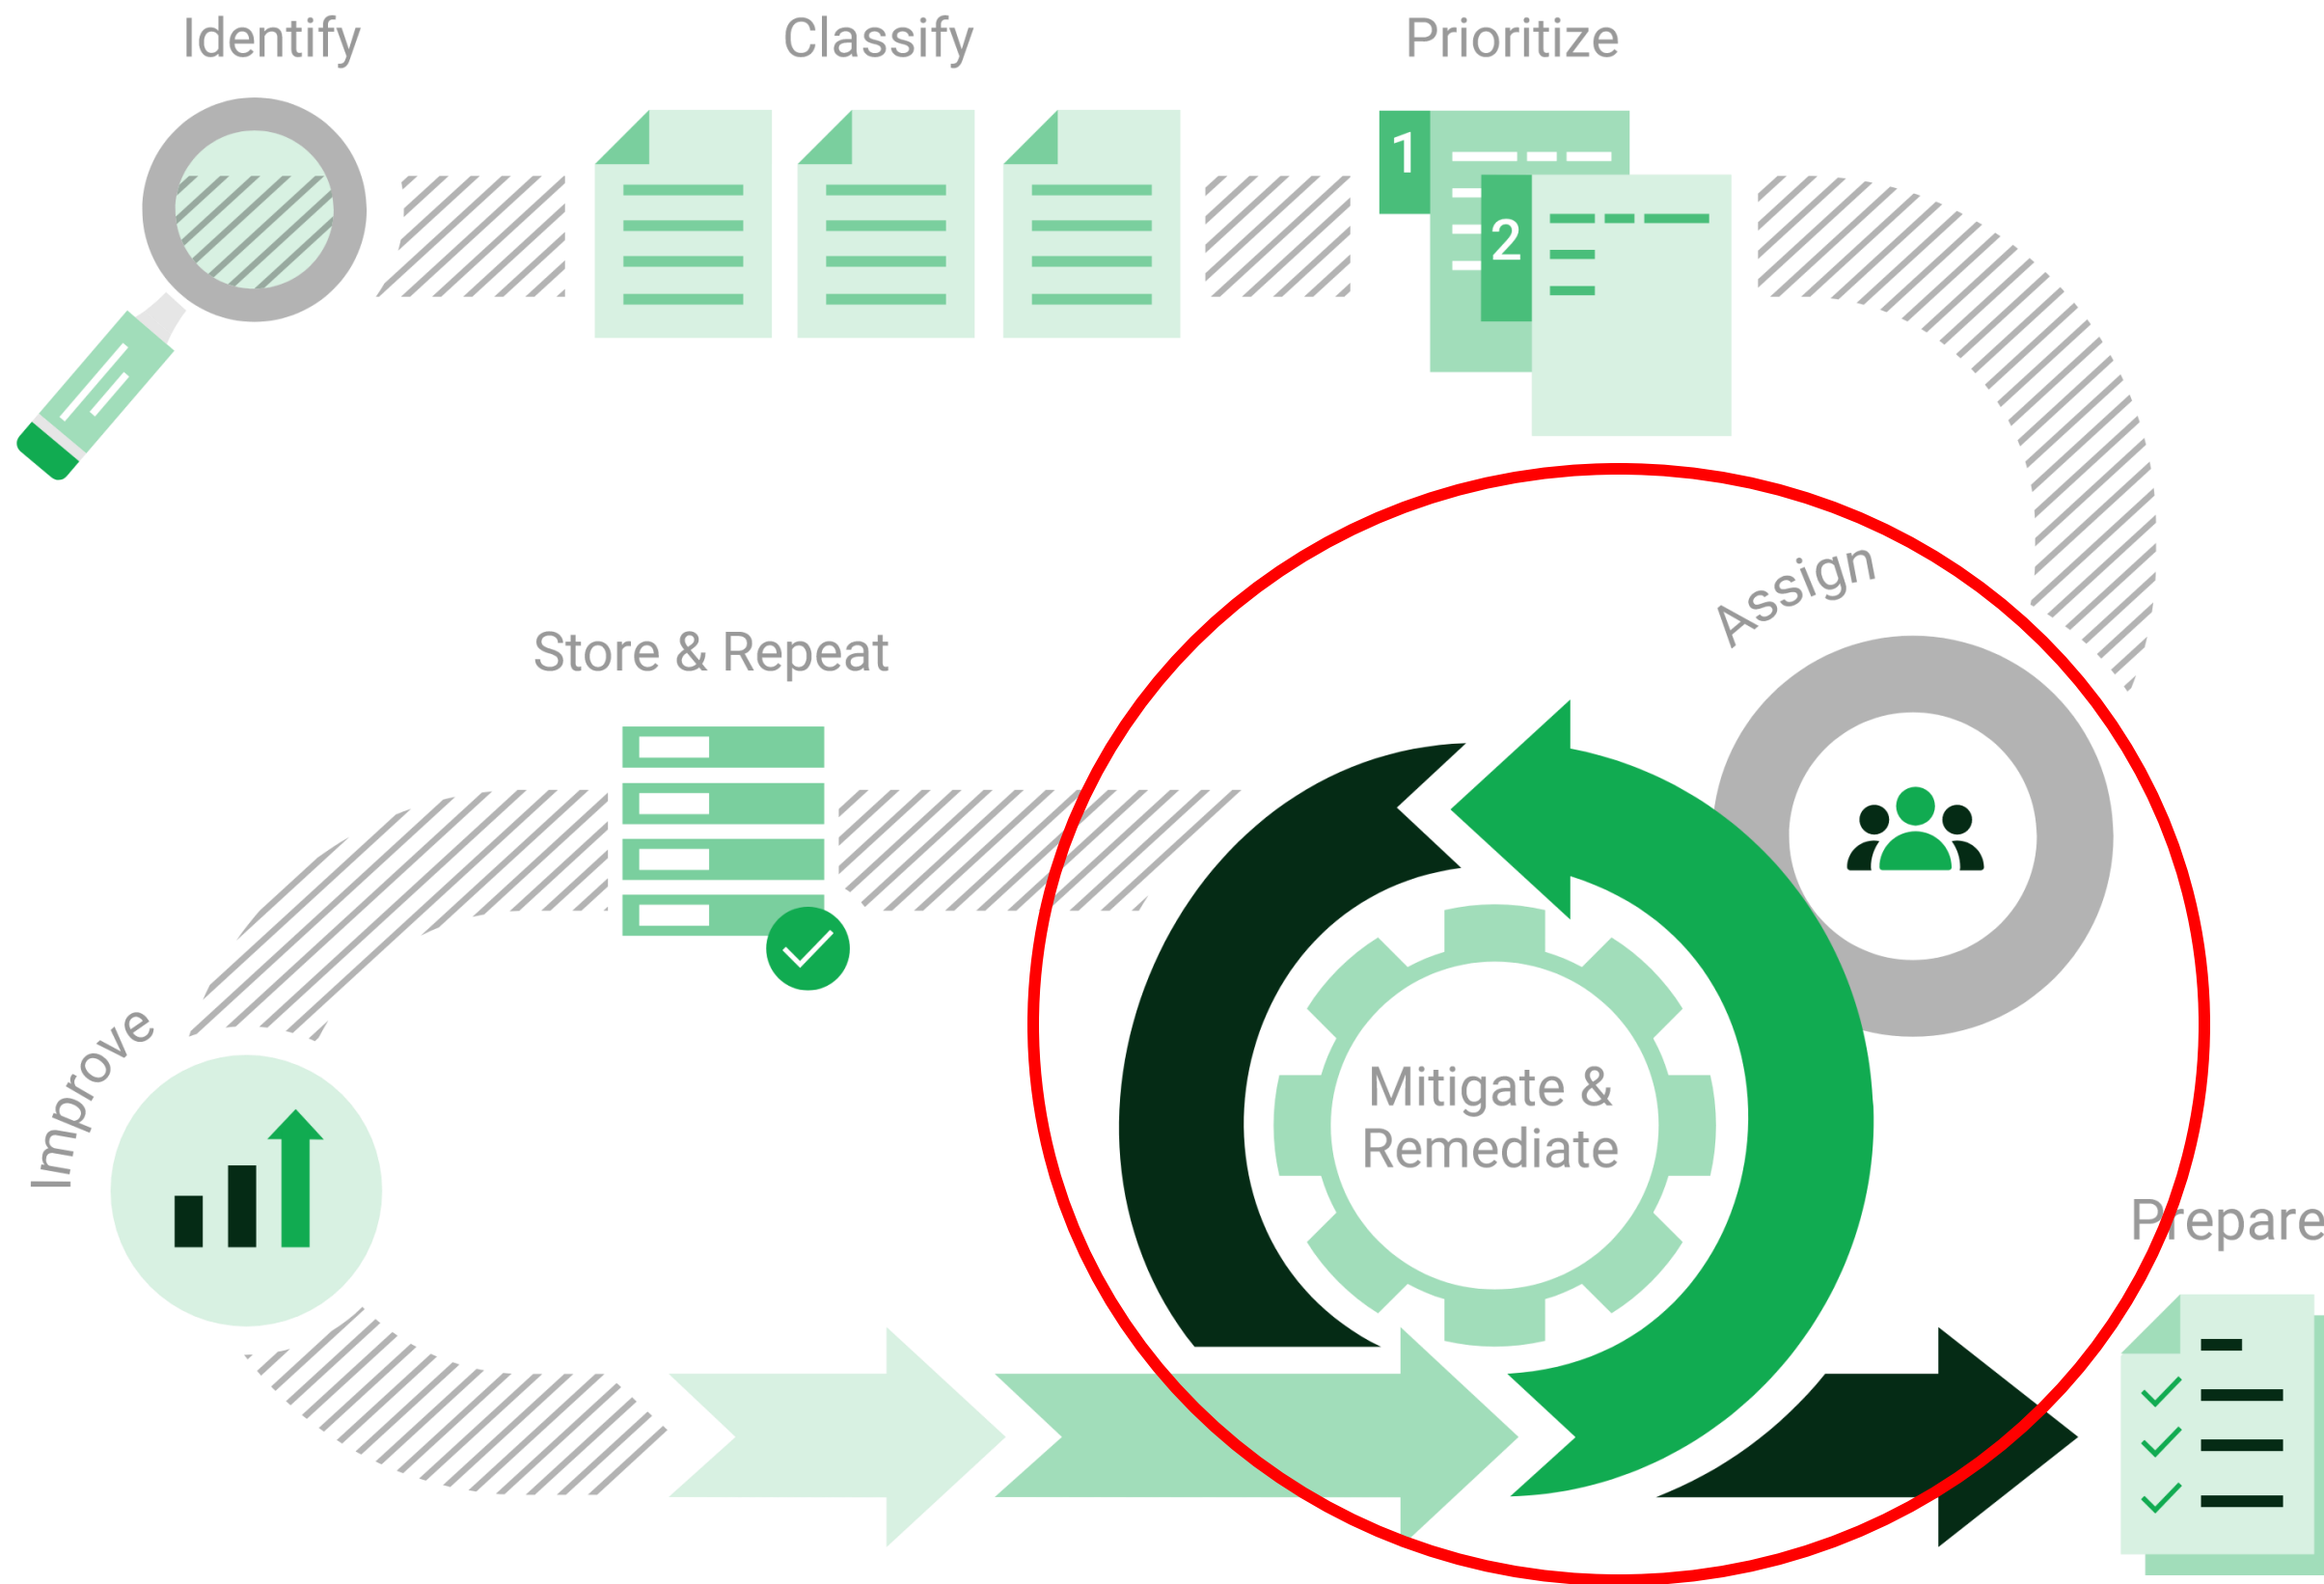 Identify
Classify
Prioritize
1
2
Assign
Store & Repeat
Improve
Mitigate &
Remediate
Prepare